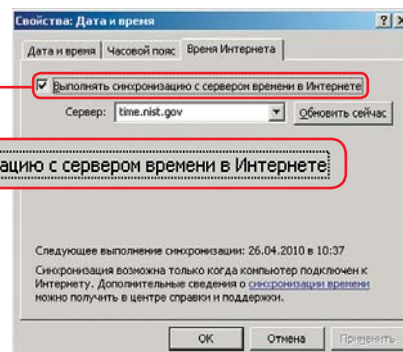 Свойства: Дата и время
Дата и время Часовой пояс Время Интернета
Выполнять синхронизацию с сервером времени в Интернете
Сервер: time.nist.gov Обновить сейчас
ацию с сервером времени в Интернете
Следующее выполнение синхронизации: 26.04.2010 в 10:37
Синхронизация возможна только когда компьютер подключен к
Интернету. Дополнительные сведения о синхронизации времени
можно получить в центре справки и поддержки.
ОК Отмена Применить